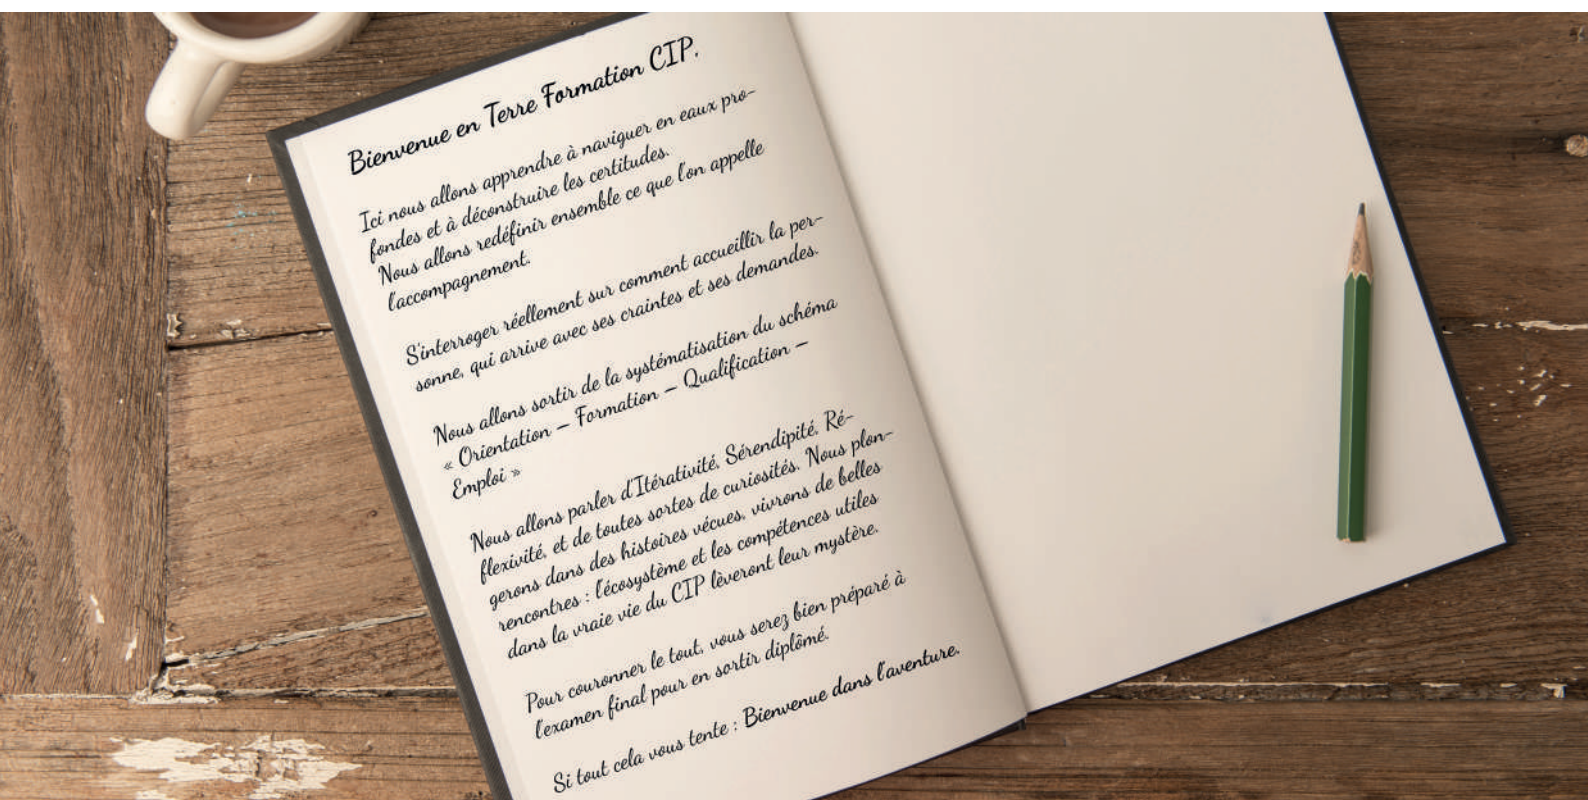 Bienvenue en Terre Formation CIP.
Ici nous allons apprendre à naviguer en eaux pro-
fondes et à déconstruire les certitudes.
Nous allons redéfinir ensemble ce que l'on appelle
l'accompagnement.
S'interroger réellement sur comment accueillir la per-
sonne, qui arrive avec ses craintes et ses demandes.
Nous allons sortir de la systématisation du schéma
« Orientation – Formation – Qualification –
Emploi »
Nous allons parler d'Itérativité, Sérendipité, Ré-
flexivité, et de toutes sortes de curiosités. Nous plon-
gerons dans des histoires vécues, vivrons de belles
rencontres : l'écosystème et les compétences utiles
dans la vraie vie du CIP lèveront leur mystère.
Pour couronner le tout, vous serez bien préparé à
l'examen final pour en sortir diplômé.
Si tout cela vous tente : Bienvenue dans l'aventure.